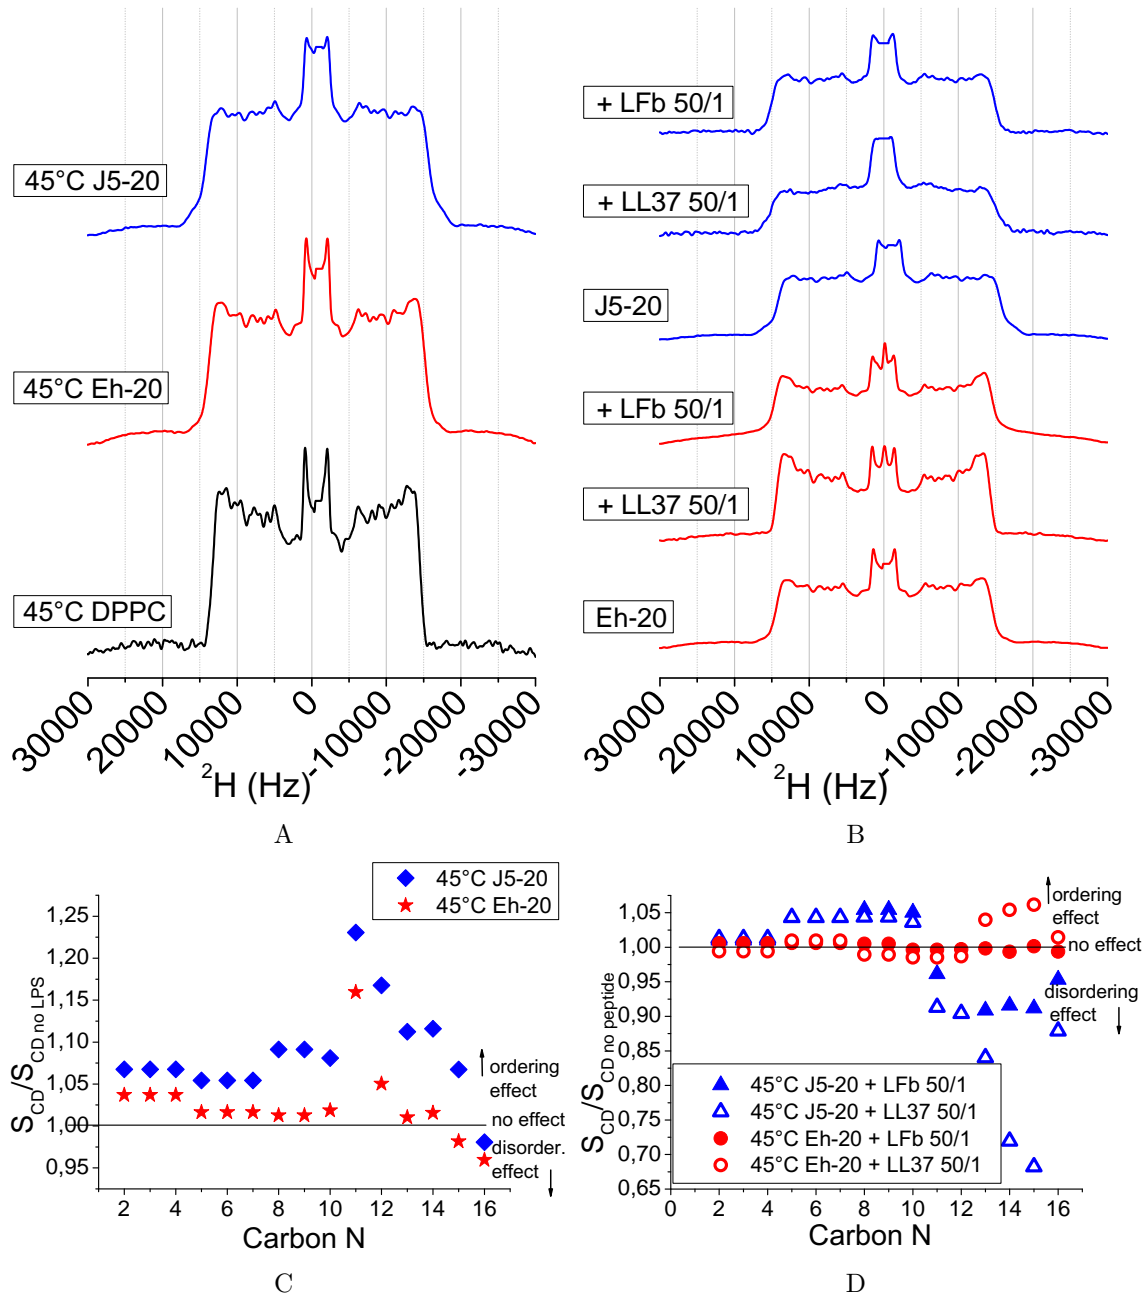 45°C J5-20
45°C Eh-20
45°C DPPC
30000 20000 10000 0 -10000 -20000 -30000
²H (Hz)
A
+ LFb 50/1
+ LL37 50/1
J5-20
+ LFb 50/1
+ LL37 50/1
Eh-20
30000 20000 10000 0 -10000 -20000 -30000
²H (Hz)
B
45°C J5-20
45°C Eh-20
S_CD/S_CD no LPS
1,25
1,20
1,15
1,10
1,05
1,00
0,95
ordering
effect
no effect
disorder.
effect
2 4 6 8 10 12 14 16
Carbon N
C
S_CD/S_CD no peptide
1,05
1,00
0,95
0,90
0,85
0,80
0,75
0,70
0,65
ordering
effect
no effect
disordering
effect
45°C J5-20 + LFb 50/1
45°C J5-20 + LL37 50/1
45°C Eh-20 + LFb 50/1
45°C Eh-20 + LL37 50/1
0 2 4 6 8 10 12 14 16
Carbon N
D